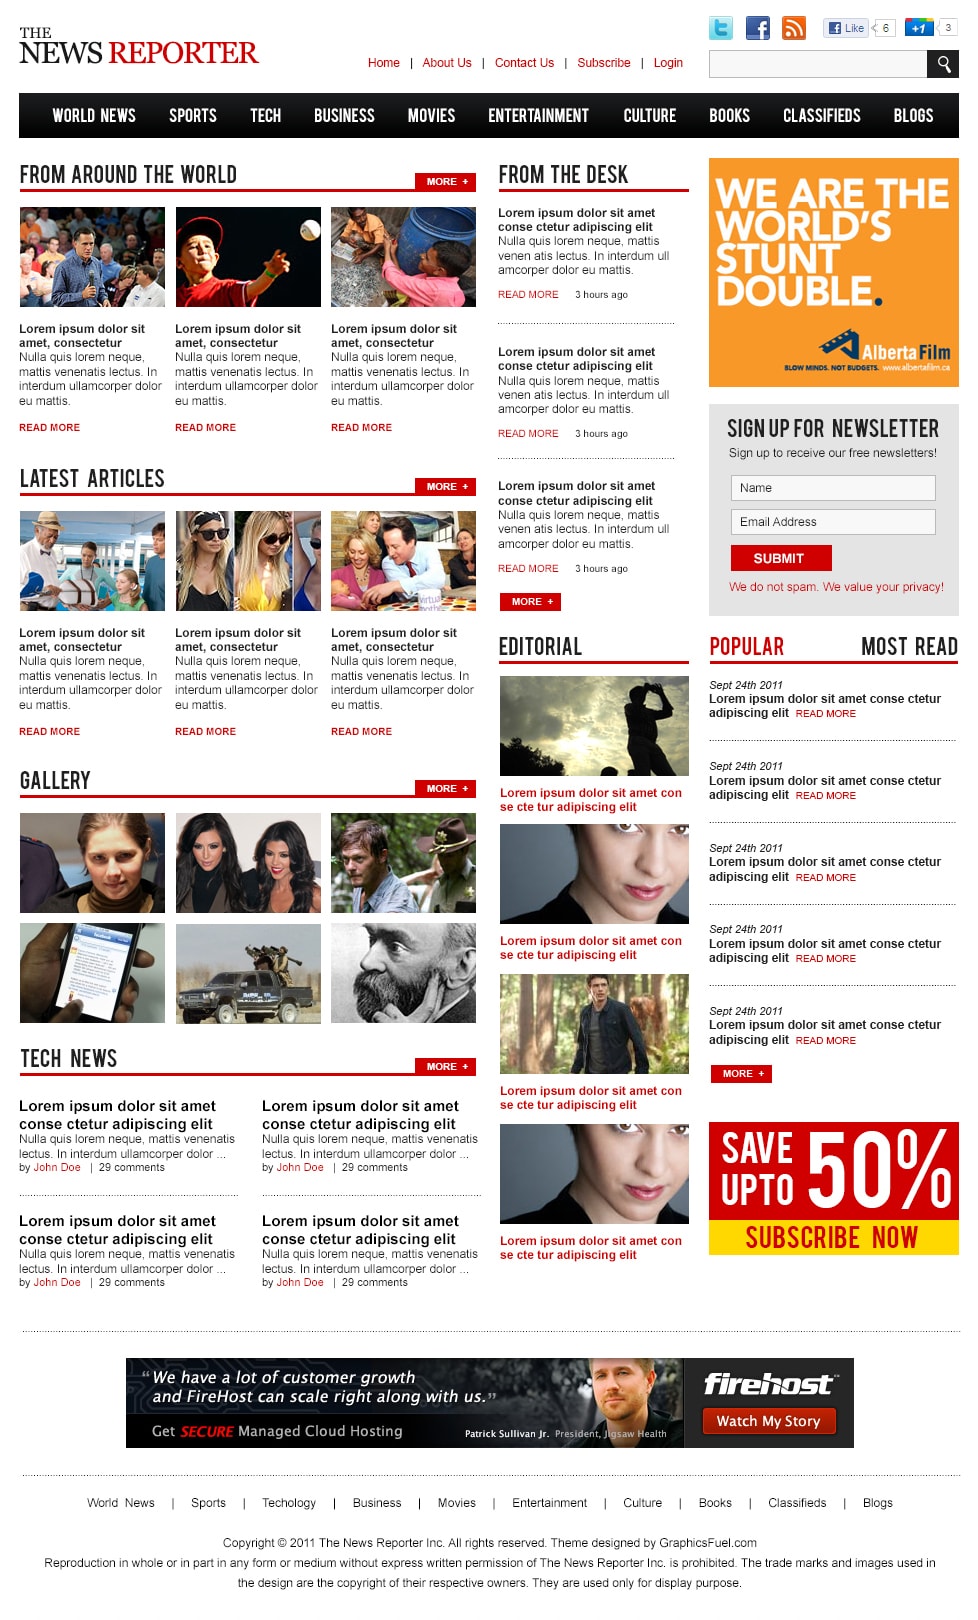 THE
NEWS REPORTER
Home | About Us | Contact Us | Subscribe | Login
Like 6
+1 3
WORLD NEWS SPORTS TECH BUSINESS MOVIES ENTERTAINMENT CULTURE BOOKS CLASSIFIEDS BLOGS
FROM AROUND THE WORLD
MORE +
Lorem ipsum dolor sit
amet, consectetur
Nulla quis lorem neque,
mattis venenatis lectus. In
interdum ullamcorper dolor
eu mattis.
READ MORE
Lorem ipsum dolor sit
amet, consectetur
Nulla quis lorem neque,
mattis venenatis lectus. In
interdum ullamcorper dolor
eu mattis.
READ MORE
Lorem ipsum dolor sit
amet, consectetur
Nulla quis lorem neque,
mattis venenatis lectus. In
interdum ullamcorper dolor
eu mattis.
READ MORE
LATEST ARTICLES
MORE +
Lorem ipsum dolor sit
amet, consectetur
Nulla quis lorem neque,
mattis venenatis lectus. In
interdum ullamcorper dolor
eu mattis.
READ MORE
Lorem ipsum dolor sit
amet, consectetur
Nulla quis lorem neque,
mattis venenatis lectus. In
interdum ullamcorper dolor
eu mattis.
READ MORE
Lorem ipsum dolor sit
amet, consectetur
Nulla quis lorem neque,
mattis venenatis lectus. In
interdum ullamcorper dolor
eu mattis.
READ MORE
GALLERY
MORE +
TECH NEWS
MORE +
Lorem ipsum dolor sit amet
conse ctetur adipiscing elit
Nulla quis lorem neque, mattis venenatis
lectus. In interdum ullamcorper dolor ...
by John Doe | 29 comments
Lorem ipsum dolor sit amet
conse ctetur adipiscing elit
Nulla quis lorem neque, mattis venenatis
lectus. In interdum ullamcorper dolor ...
by John Doe | 29 comments
Lorem ipsum dolor sit amet
conse ctetur adipiscing elit
Nulla quis lorem neque, mattis venenatis
lectus. In interdum ullamcorper dolor ...
by John Doe | 29 comments
Lorem ipsum dolor sit amet
conse ctetur adipiscing elit
Nulla quis lorem neque, mattis venenatis
lectus. In interdum ullamcorper dolor ...
by John Doe | 29 comments
FROM THE DESK
Lorem ipsum dolor sit amet
conse ctetur adipiscing elit
Nulla quis lorem neque, mattis
venen atis lectus. In interdum ull
amcorper dolor eu mattis.
READ MORE 3 hours ago
Lorem ipsum dolor sit amet
conse ctetur adipiscing elit
Nulla quis lorem neque, mattis
venen atis lectus. In interdum ull
amcorper dolor eu mattis.
READ MORE 3 hours ago
Lorem ipsum dolor sit amet
conse ctetur adipiscing elit
Nulla quis lorem neque, mattis
venen atis lectus. In interdum ull
amcorper dolor eu mattis.
READ MORE 3 hours ago
MORE +
EDITORIAL
Lorem ipsum dolor sit amet con
se cte tur adipiscing elit
Lorem ipsum dolor sit amet con
se cte tur adipiscing elit
Lorem ipsum dolor sit amet con
se cte tur adipiscing elit
Lorem ipsum dolor sit amet con
se cte tur adipiscing elit
WE ARE THE
WORLD'S
STUNT
DOUBLE.
Alberta Film
BLOW MINDS. NOT BUDGETS. www.albertafilm.ca
SIGN UP FOR NEWSLETTER
Sign up to receive our free newsletters!
Name
Email Address
SUBMIT
We do not spam. We value your privacy!
POPULAR MOST READ
Sept 24th 2011
Lorem ipsum dolor sit amet conse ctetur
adipiscing elit READ MORE
Sept 24th 2011
Lorem ipsum dolor sit amet conse ctetur
adipiscing elit READ MORE
Sept 24th 2011
Lorem ipsum dolor sit amet conse ctetur
adipiscing elit READ MORE
Sept 24th 2011
Lorem ipsum dolor sit amet conse ctetur
adipiscing elit READ MORE
Sept 24th 2011
Lorem ipsum dolor sit amet conse ctetur
adipiscing elit READ MORE
MORE +
SAVE
UPTO 50%
SUBSCRIBE NOW
“We have a lot of customer growth
and FireHost can scale right along with us.”
Get SECURE Managed Cloud Hosting
Patrick Sullivan Jr. President, Jigsaw Health
firehost
Watch My Story
World News | Sports | Techology | Business | Movies | Entertainment | Culture | Books | Classifieds | Blogs
Copyright © 2011 The News Reporter Inc. All rights reserved. Theme designed by GraphicsFuel.com
Reproduction in whole or in part in any form or medium without express written permission of The News Reporter Inc. is prohibited. The trade marks and images used in
the design are the copyright of their respective owners. They are used only for display purpose.